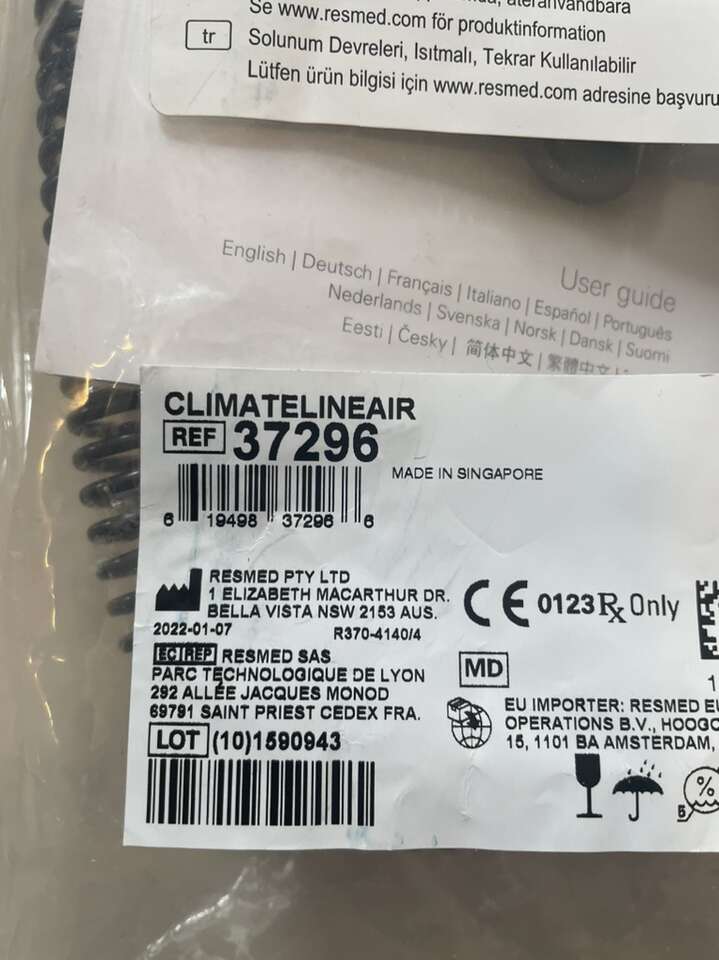 återanvändbara
Se www.resmed.com för produktinformation
tr
Solunum Devreleri, Isıtmalı, Tekrar Kullanılabilir
Lütfen ürün bilgisi için www.resmed.com adresine başvuru
User guide
English | Deutsch | Français | Italiano | Español | Português
Nederlands | Svenska | Norsk | Dansk | Suomi
Eesti | Česky | 简体中文 | 繁體中文 |
CLIMATELINEAIR
REF 37296
MADE IN SINGAPORE
6 19498 37296 6
RESMED PTY LTD
1 ELIZABETH MACARTHUR DR.
BELLA VISTA NSW 2153 AUS.
2022-01-07 R370-4140/4
CE 0123 Rx Only
EC REP RESMED SAS
PARC TECHNOLOGIQUE DE LYON
292 ALLÉE JACQUES MONOD
69791 SAINT PRIEST CEDEX FRA.
MD
1
EU IMPORTER: RESMED EU
OPERATIONS B.V., HOOGO
15, 1101 BA AMSTERDAM,
LOT (10)1590943
%
5